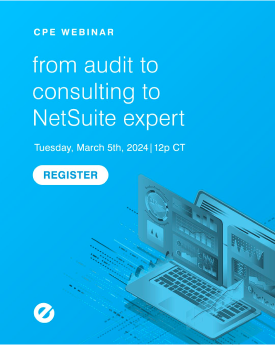 CPE WEBINAR
from audit to
consulting to
NetSuite expert
Tuesday, March 5th, 2024 | 12p CT
REGISTER
e